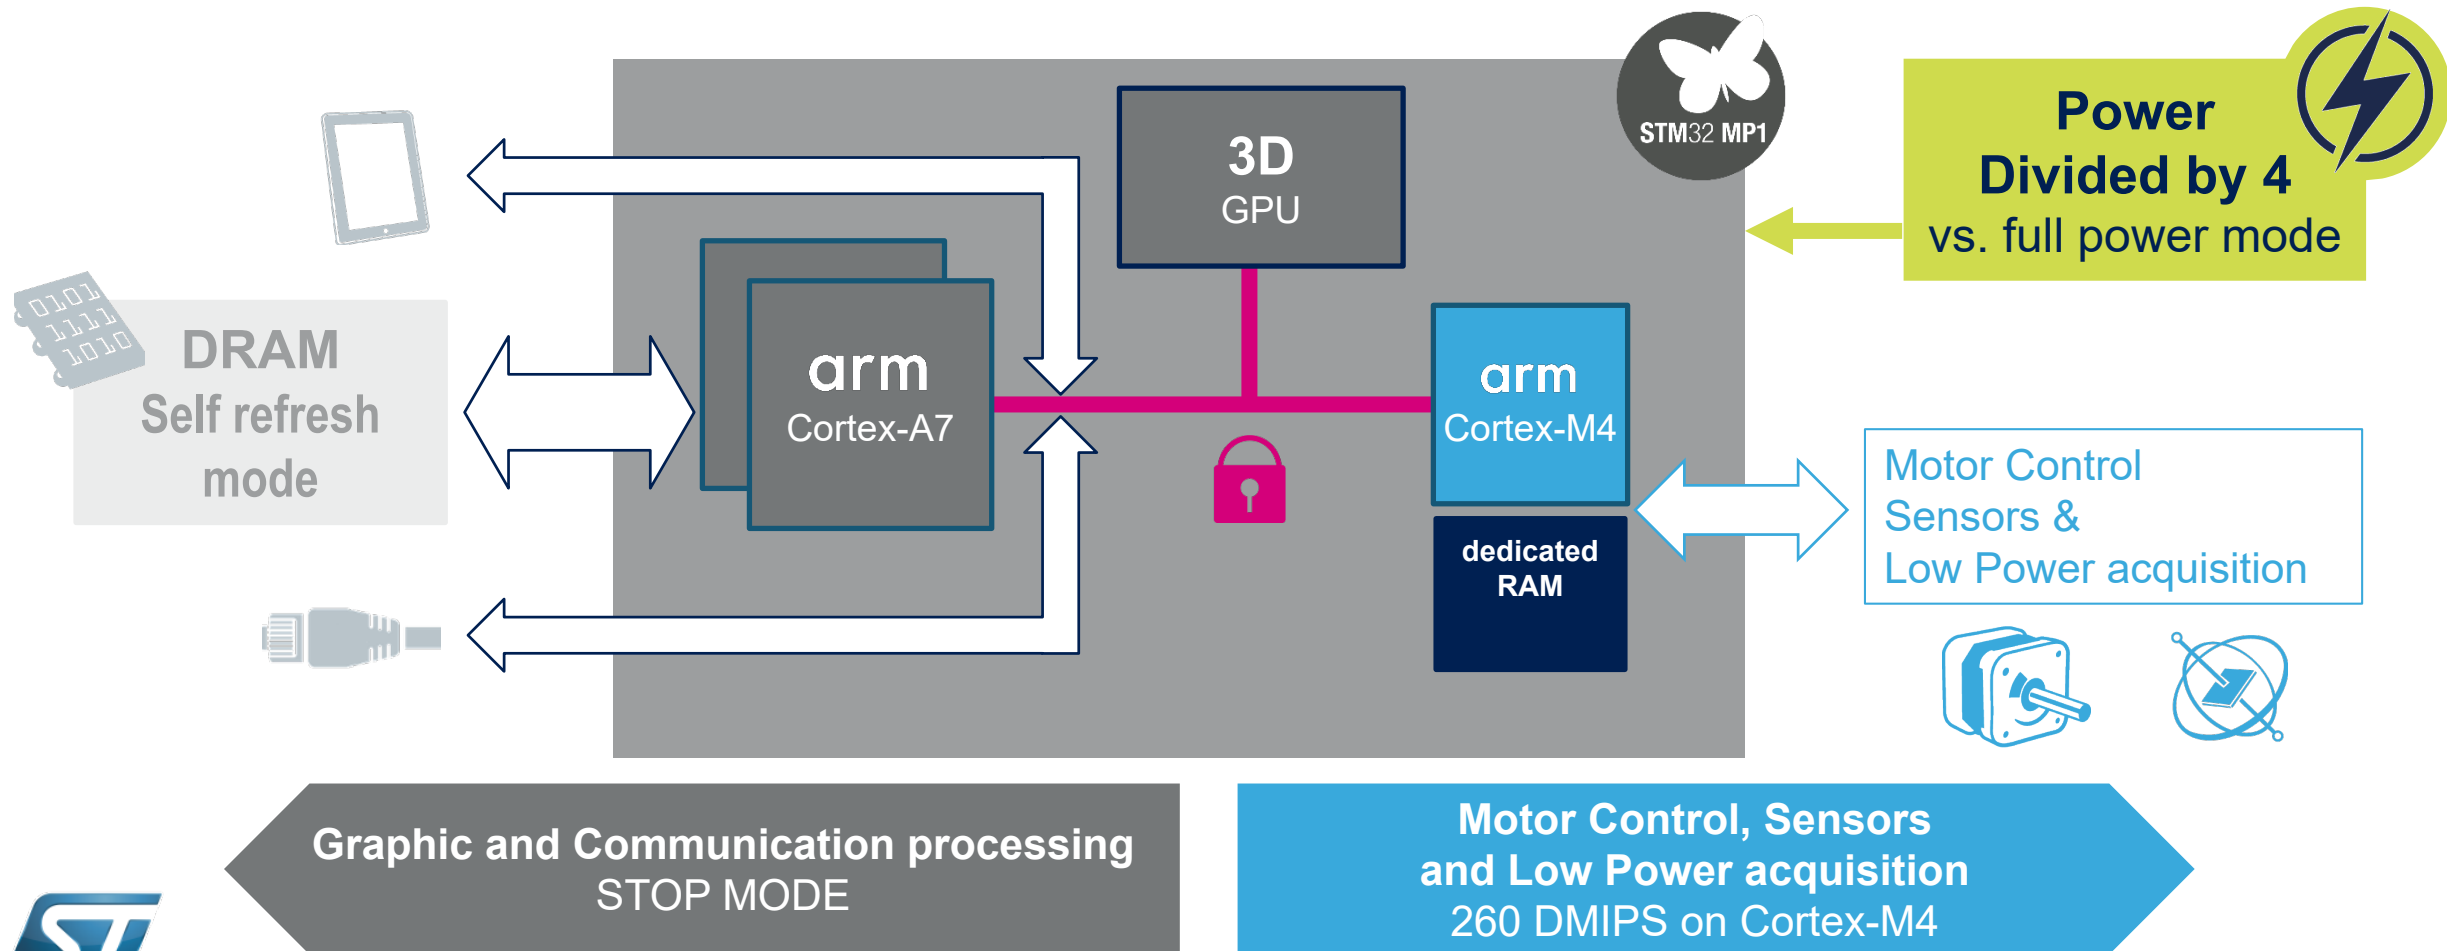 STM32 MP1
Power
Divided by 4
vs. full power mode
3D
GPU
0101
1111
1010
DRAM
Self refresh
mode
arm
Cortex-A7
arm
Cortex-M4
dedicated
RAM
Motor Control
Sensors &
Low Power acquisition
Graphic and Communication processing
STOP MODE
Motor Control, Sensors
and Low Power acquisition
260 DMIPS on Cortex-M4
ST